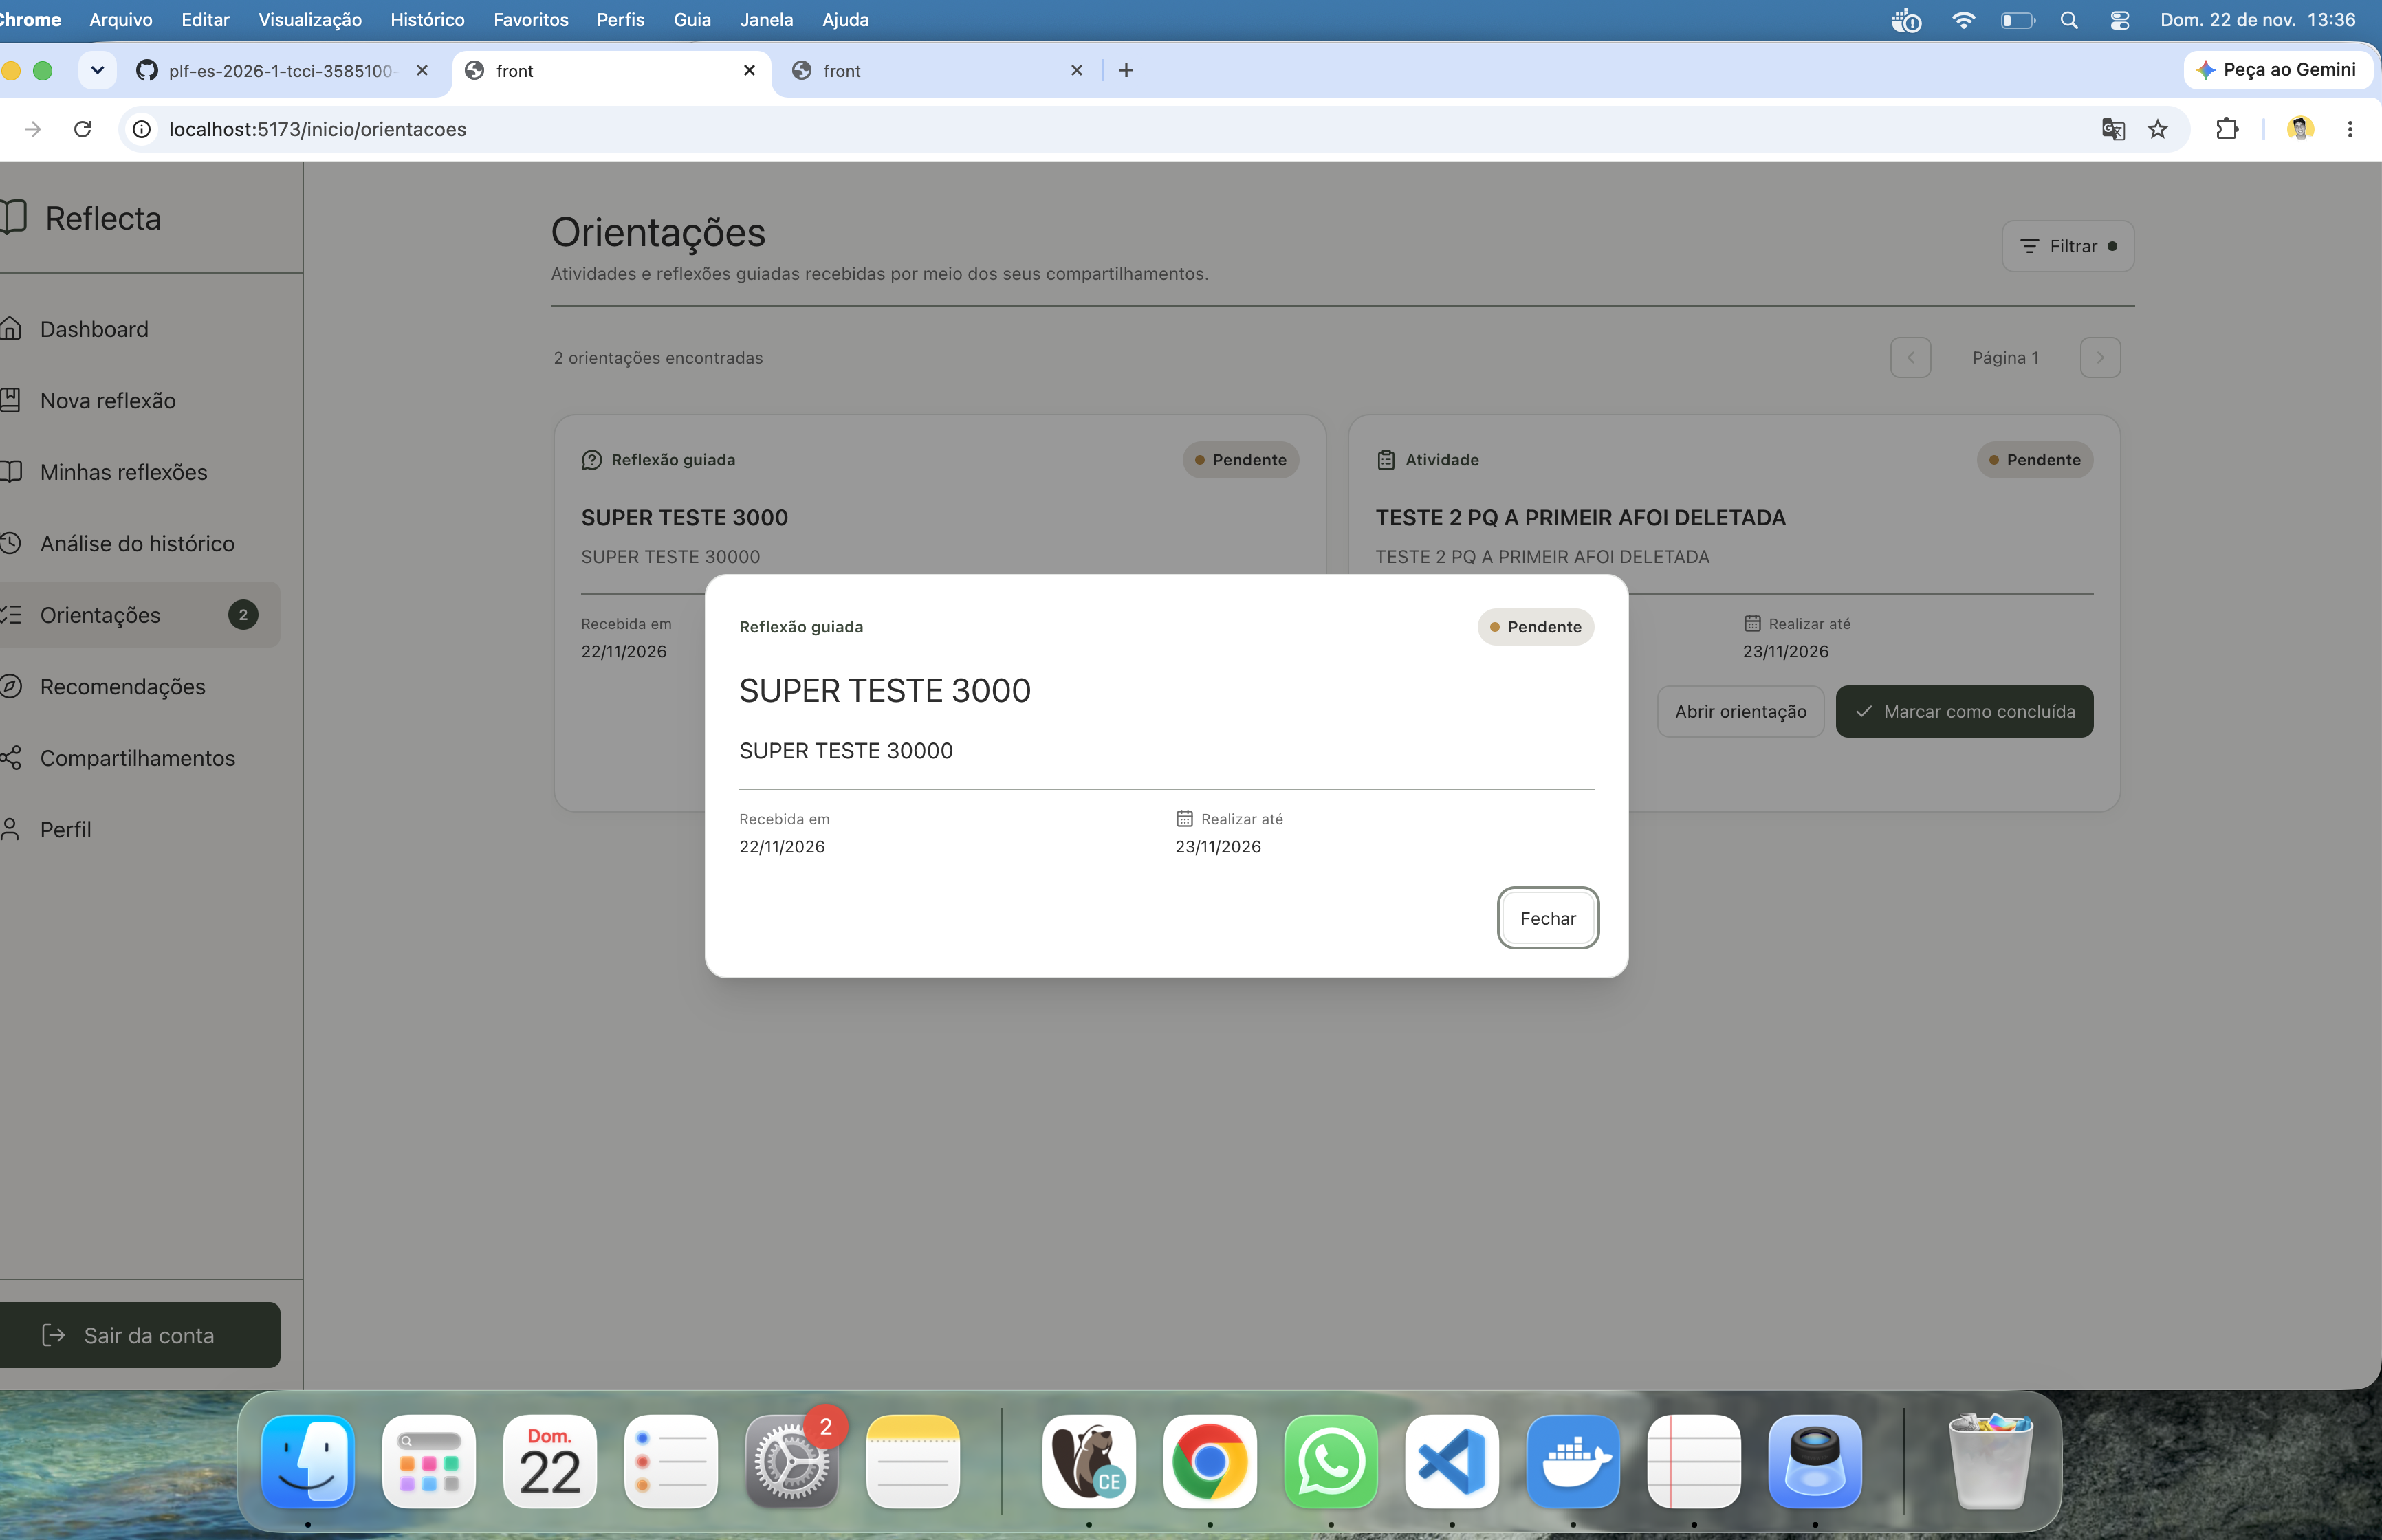 Chrome Arquivo Editar Visualização Histórico Favoritos Perfis Guia Janela Ajuda Dom. 22 de nov. 13:36
plf-es-2026-1-tcci-3585100- front front Peça ao Gemini
localhost:5173/inicio/orientacoes
Reflecta
Dashboard
Nova reflexão
Minhas reflexões
Análise do histórico
Orientações 2
Recomendações
Compartilhamentos
Perfil
Sair da conta
Orientações
Filtrar
Atividades e reflexões guiadas recebidas por meio dos seus compartilhamentos.
2 orientações encontradas
Página 1
Reflexão guiada Pendente
SUPER TESTE 3000
SUPER TESTE 30000
Recebida em
22/11/2026
Atividade Pendente
TESTE 2 PQ A PRIMEIR AFOI DELETADA
TESTE 2 PQ A PRIMEIR AFOI DELETADA
Realizar até
23/11/2026
Abrir orientação Marcar como concluída
Reflexão guiada Pendente
SUPER TESTE 3000
SUPER TESTE 30000
Recebida em Realizar até
22/11/2026 23/11/2026
Fechar
Dom.
22
2
CE